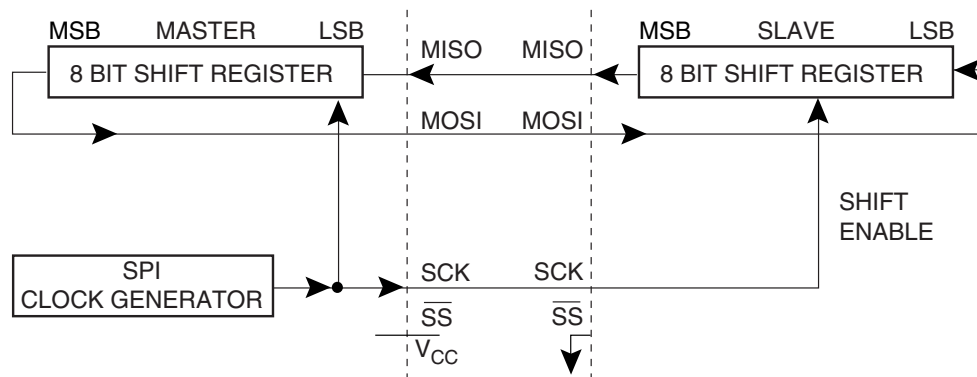 MSB MASTER LSB
8 BIT SHIFT REGISTER
MISO MISO
MSB SLAVE LSB
8 BIT SHIFT REGISTER
MOSI MOSI
SHIFT
ENABLE
SPI
CLOCK GENERATOR
SCK SCK
SS SS
VCC